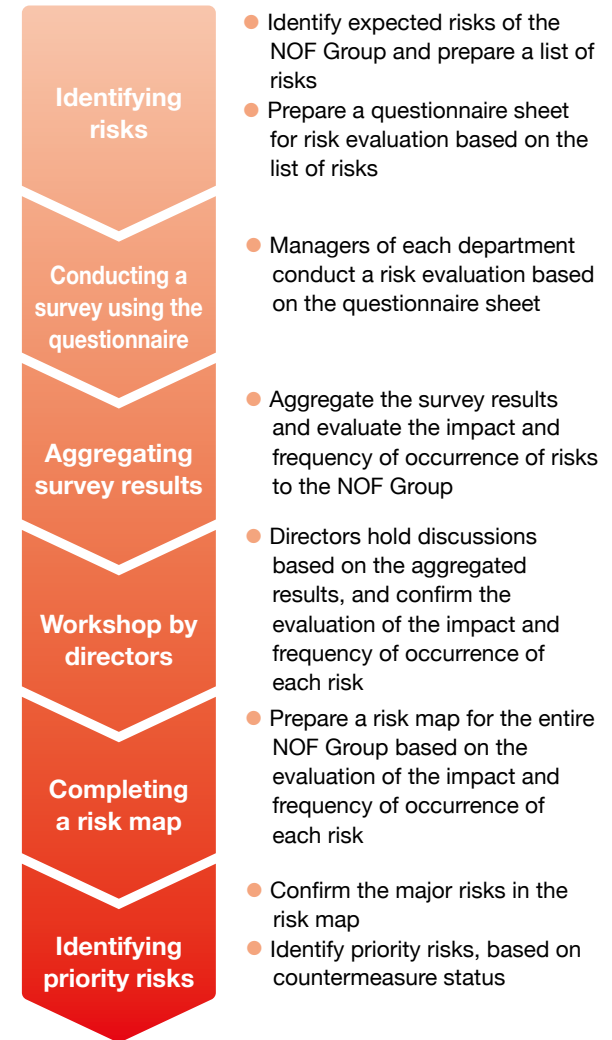 Identifying
risks
● Identify expected risks of the
NOF Group and prepare a list of
risks
● Prepare a questionnaire sheet
for risk evaluation based on the
list of risks
Conducting a
survey using the
questionnaire
● Managers of each department
conduct a risk evaluation based
on the questionnaire sheet
Aggregating
survey results
● Aggregate the survey results
and evaluate the impact and
frequency of occurrence of risks
to the NOF Group
Workshop by
directors
● Directors hold discussions
based on the aggregated
results, and confirm the
evaluation of the impact and
frequency of occurrence of
each risk
Completing
a risk map
● Prepare a risk map for the entire
NOF Group based on the
evaluation of the impact and
frequency of occurrence of
each risk
Identifying
priority risks
● Confirm the major risks in the
risk map
● Identify priority risks, based on
countermeasure status